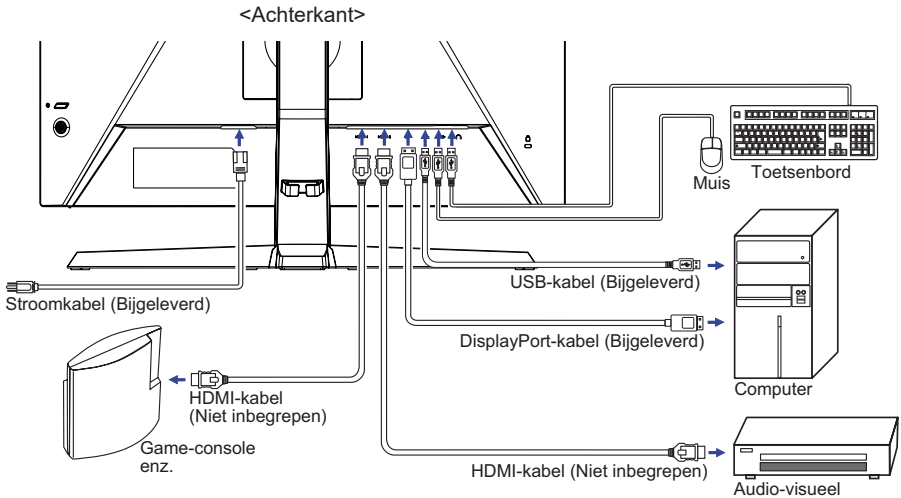 <Achterkant>
Muis
Toetsenbord
USB-kabel (Bijgeleverd)
Stroomkabel (Bijgeleverd)
DisplayPort-kabel (Bijgeleverd)
Computer
HDMI-kabel
(Niet inbegrepen)
Game-console
enz.
HDMI-kabel (Niet inbegrepen)
Audio-visueel